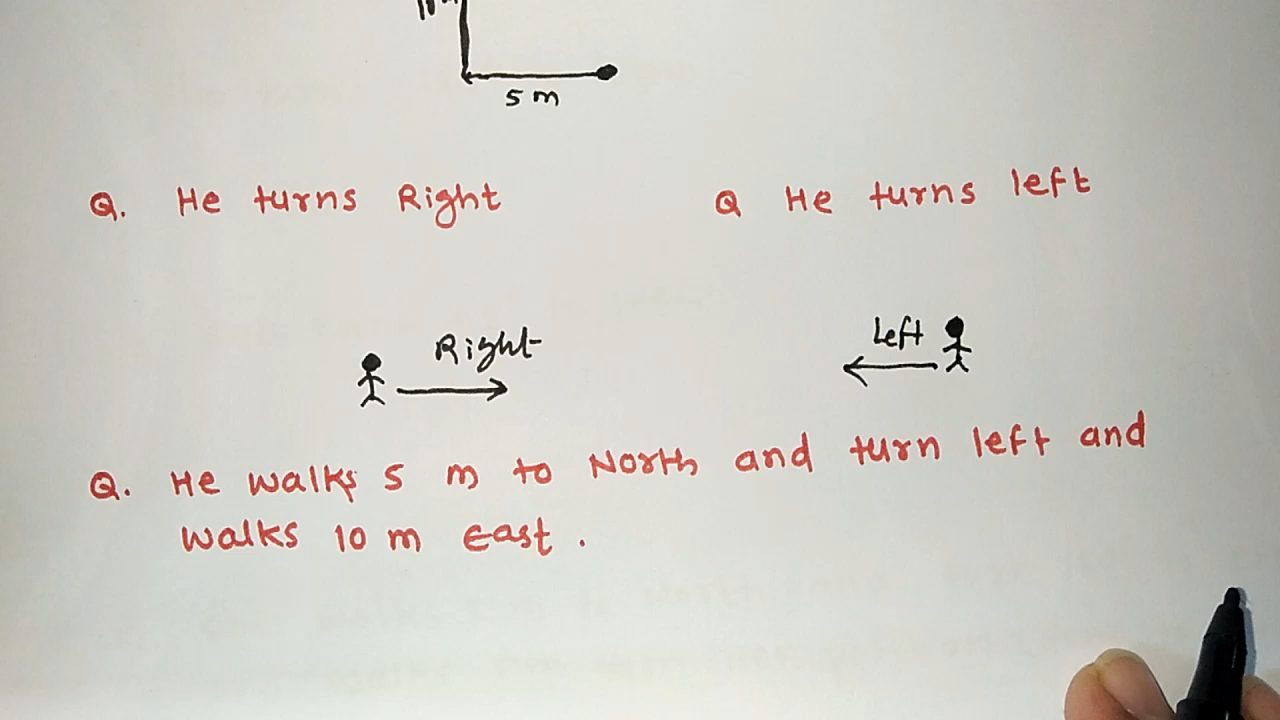 5 m
Q. He turns Right
Q He turns left
Right
Left
Q. He walks 5 m to North and turn left and
walks 10 m east.